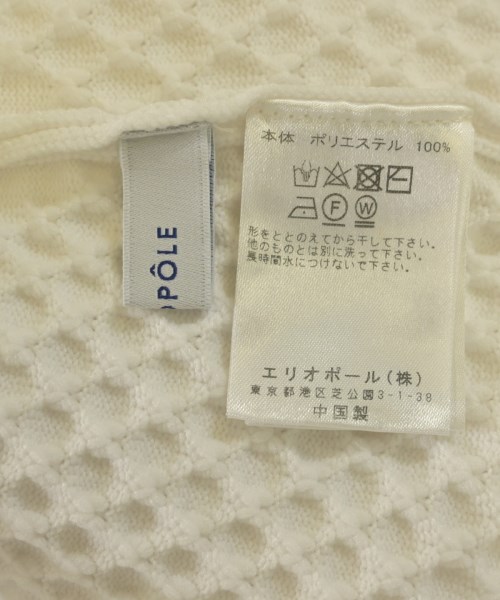 PÔLE
本体 ポリエステル 100%
F W
形をととのえてから干して下さい。
他のものとは別に洗って下さい。
長時間水につけないで下さい。
エリオポール(株)
東京都港区芝公園3-1-38
中国製